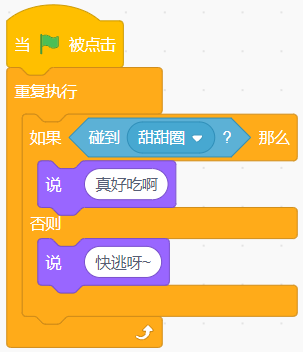 当 被点击
重复执行
如果 碰到 甜甜圈 ? 那么
说 真好吃啊
否则
说 快逃呀~